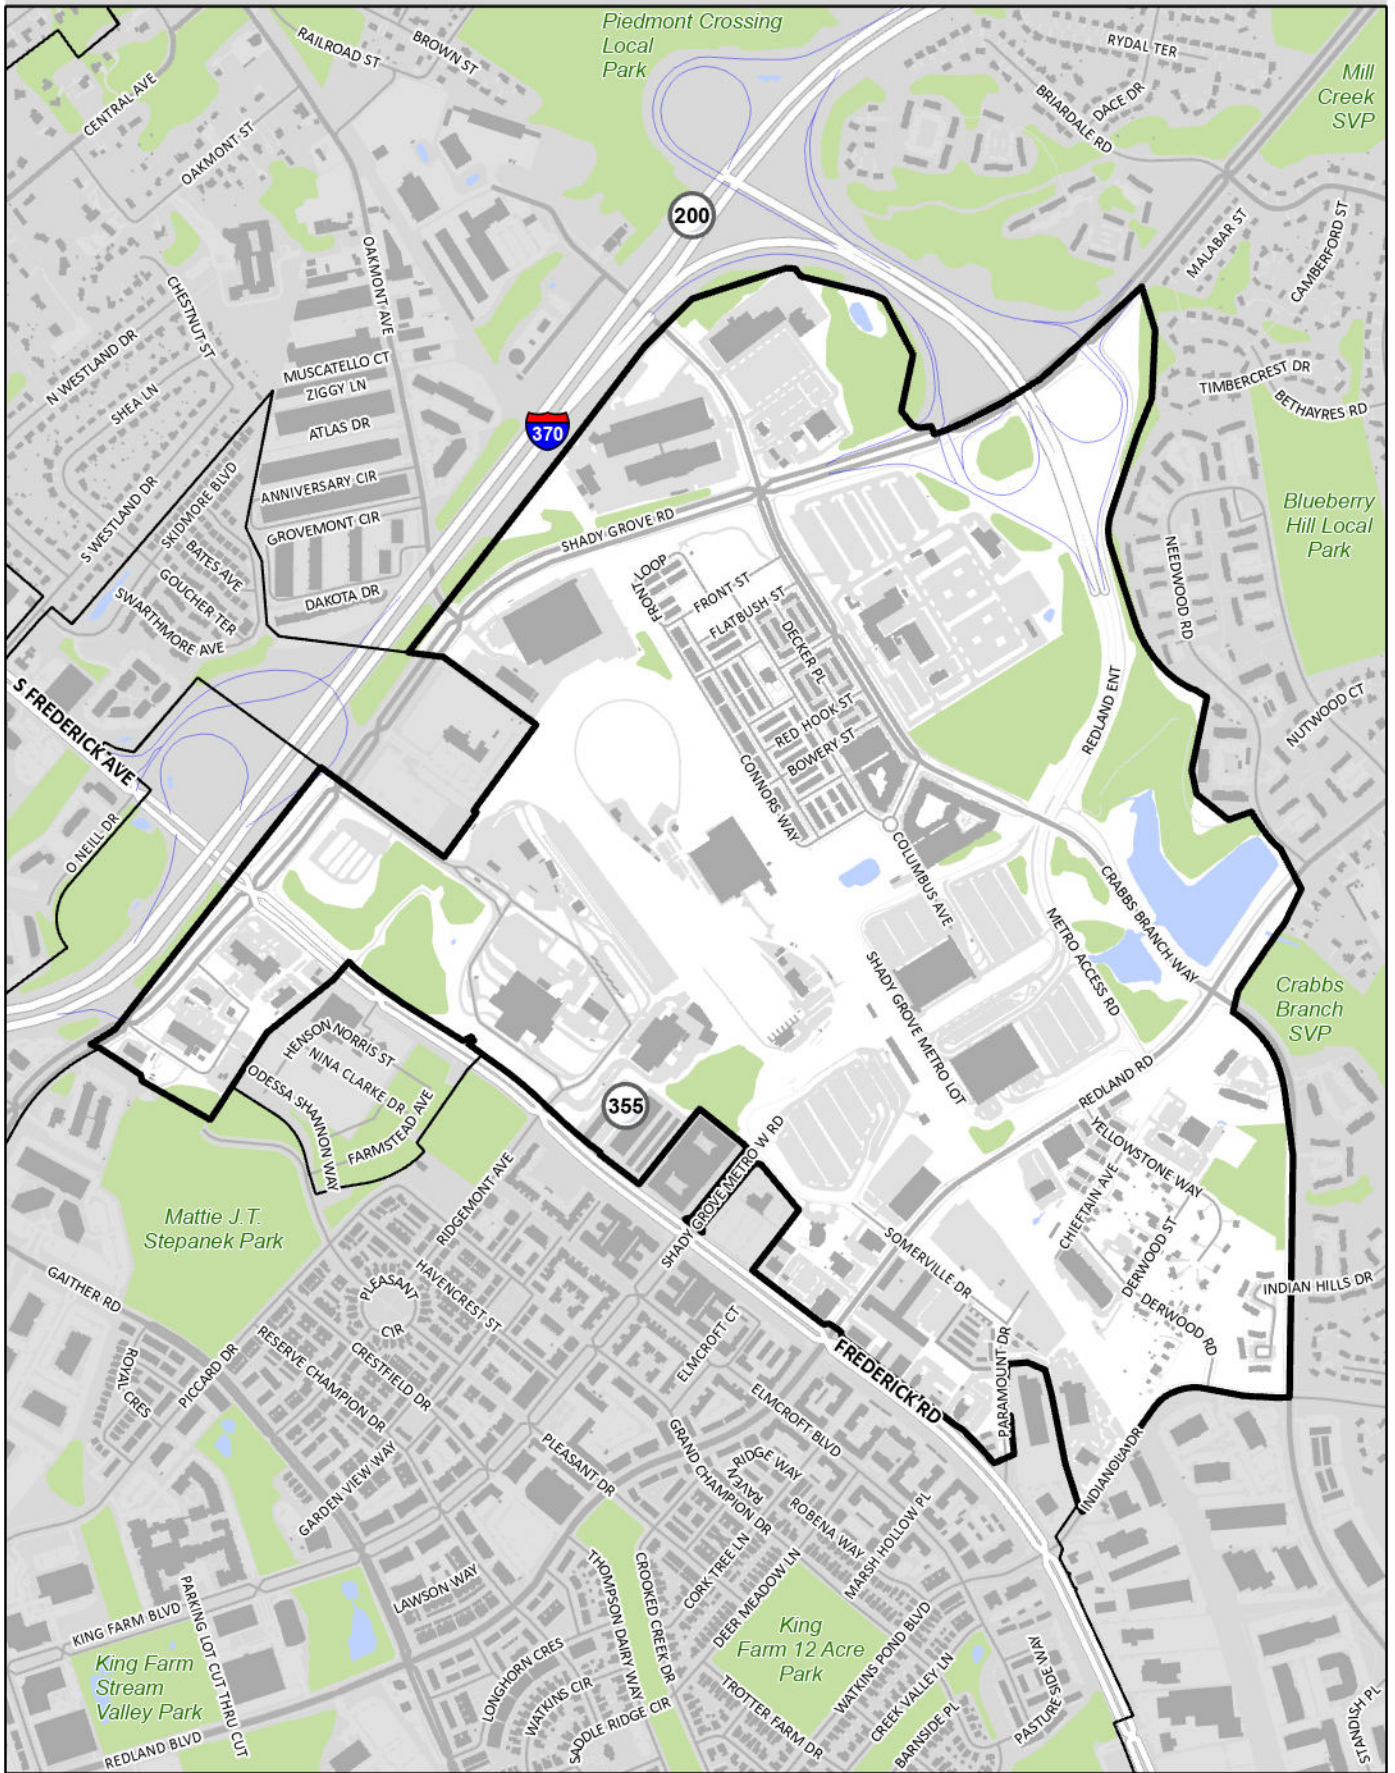 Piedmont Crossing
Local
Park
RAILROAD ST
BROWN ST
RYDAL TER
CENTRAL AVE
DACE DR
BRIARDALE RD
Mill
Creek
SVP
OAKMONT ST
200
MALABAR ST
CAMBERFORD ST
OAKMONT AVE
CHESTNUT ST
N WESTLAND DR
MUSCATELLO CT
SHEA LN
ZIGGY LN
TIMBERCREST DR
BETHAYRES RD
ATLAS DR
370
ANNIVERSARY CIR
S WESTLAND DR
SKIDMORE BLVD
GROVEMONT CIR
SHADY GROVE RD
Blueberry
Hill Local
Park
BATES AVE
GOUCHER TER
SWARTHMORE AVE
DAKOTA DR
FRONT LOOP
FRONT ST
FLATBUSH ST
DECKER PL
NEEDWOOD RD
S FREDERICK AVE
RED HOOK ST
BOWERY ST
CONNORS WAY
REDLAND ENT
NUTWOOD CT
O NEILL DR
COLUMBUS AVE
CRABBS BRANCH WAY
METRO ACCESS RD
SHADY GROVE METRO LOT
Crabbs
Branch
SVP
HENSON NORRIS ST
NINA CLARKE DR
ODESSA SHANNON WAY
FARMSTEAD AVE
355
REDLAND RD
YELLOWSTONE WAY
SHADY GROVE METRO W RD
RIDGEMONT AVE
CHIEFTAIN AVE
DERWOOD ST
Mattie J.T.
Stepanek Park
SOMERVILLE DR
GAITHER RD
HAVENCREST ST
PLEASANT
CIR
INDIAN HILLS DR
DERWOOD RD
ELMCROFT CT
PARAMOUNT DR
FREDERICK RD
RESERVE CHAMPION DR
CRESTFIELD DR
ROYAL CRES
PICCARD DR
ELMCROFT BLVD
PLEASANT DR
GRAND CHAMPION DR
RAVEN RIDGE WAY
INDIANOLA DR
GARDEN VIEW WAY
ROBENA WAY
MARSH HOLLOW PL
CORK TREE LN
DEER MEADOW LN
THOMPSON DAIRY WAY
CROOKED CREEK DR
LAWSON WAY
KING FARM BLVD
PARKING LOT CUT THRU CUT
King
Farm 12 Acre
Park
WATKINS POND BLVD
CREEK VALLEY LN
BARNSIDE PL
PASTURE SIDE WAY
King Farm
Stream
Valley Park
LONGHORN CRES
WATKINS CIR
SADDLE RIDGE CIR
TROTTER FARM DR
REDLAND BLVD
STANDISH PL